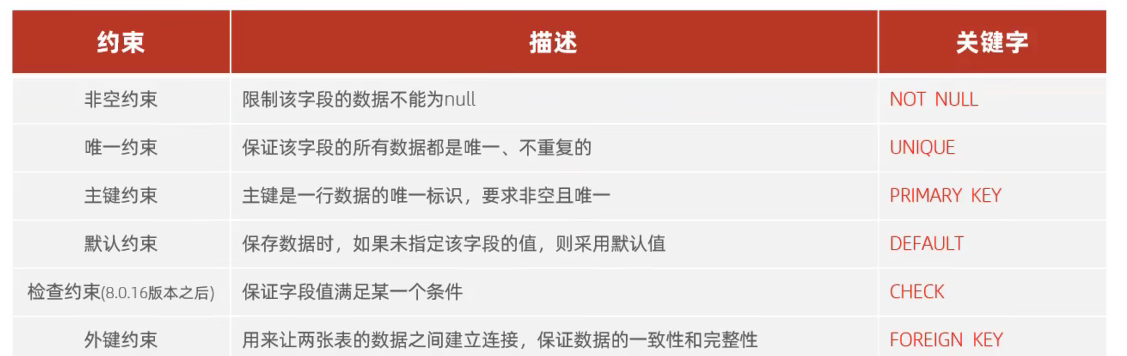 约束 描述 关键字
非空约束 限制该字段的数据不能为null NOT NULL
唯一约束 保证该字段的所有数据都是唯一、不重复的 UNIQUE
主键约束 主键是一行数据的唯一标识，要求非空且唯一 PRIMARY KEY
默认约束 保存数据时，如果未指定该字段的值，则采用默认值 DEFAULT
检查约束(8.0.16版本之后) 保证字段值满足某一个条件 CHECK
外键约束 用来让两张表的数据之间建立连接，保证数据的一致性和完整性 FOREIGN KEY